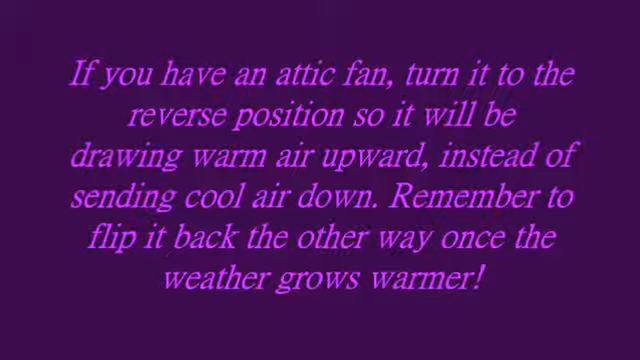 If you have an attic fan, turn it to the
reverse position so it will be
drawing warm air upward, instead of
sending cool air down. Remember to
flip it back the other way once the
weather grows warmer!